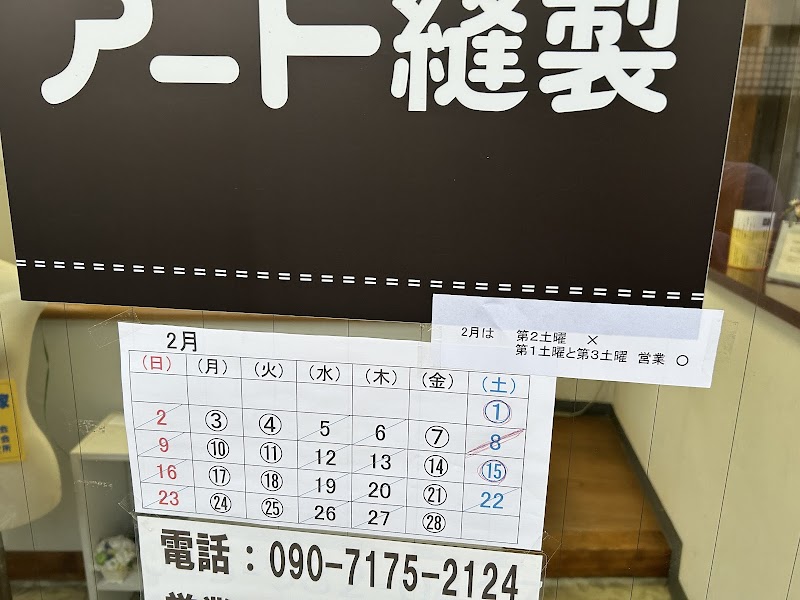 アート縫製
2月は 第2土曜 ×
第1土曜と第3土曜 営業 ○
2月
(日) (月) (火) (水) (木) (金) (土)
①
2 ③ ④ 5 6 ⑦ 8
9 ⑩ ⑪ 12 13 ⑭ ⑮
16 ⑰ ⑱ 19 20 ㉑ 22
23 ㉔ ㉕ 26 27 ㉘
電話：090-7175-2124